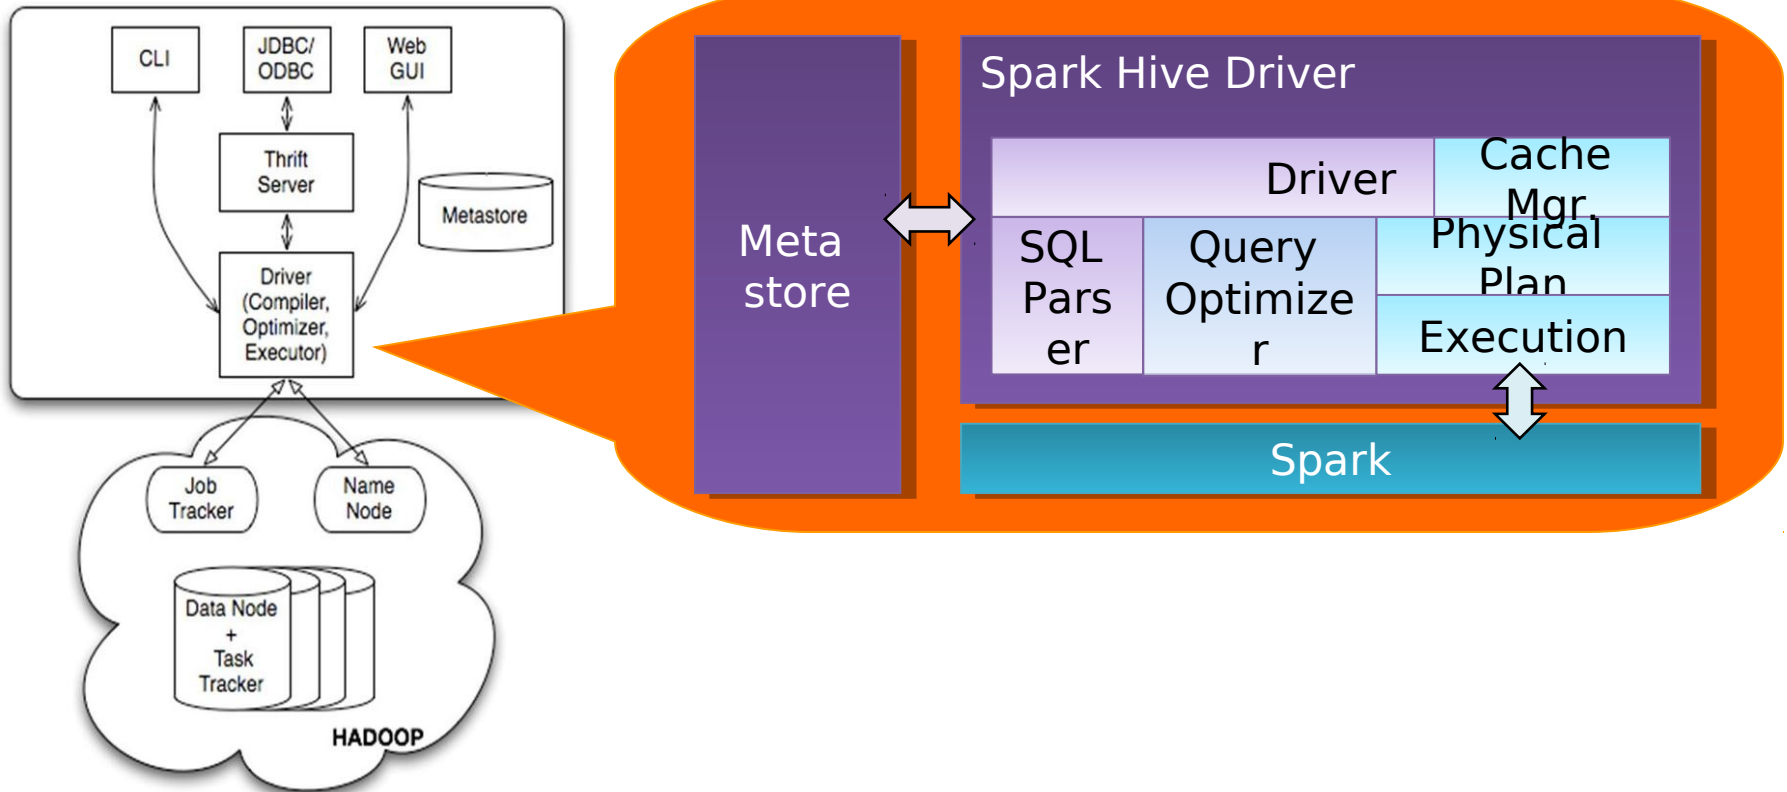 CLI
JDBC/
ODBC
Web
GUI
Thrift
Server
Metastore
Driver
(Compiler,
Optimizer,
Executor)
Job
Tracker
Name
Node
Data Node
+
Task
Tracker
HADOOP
Meta
store
Spark Hive Driver
Driver
Cache
Mgr.
SQL
Pars
er
Query
Optimize
r
Physical
Plan
Execution
Spark